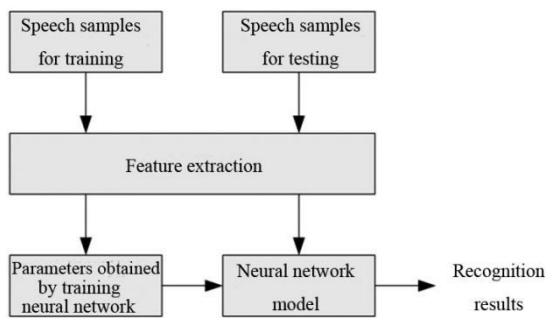 Speech samples
for training
Speech samples
for testing
Feature extraction
Parameters obtained
by training
neural network
Neural network
model
Recognition
results